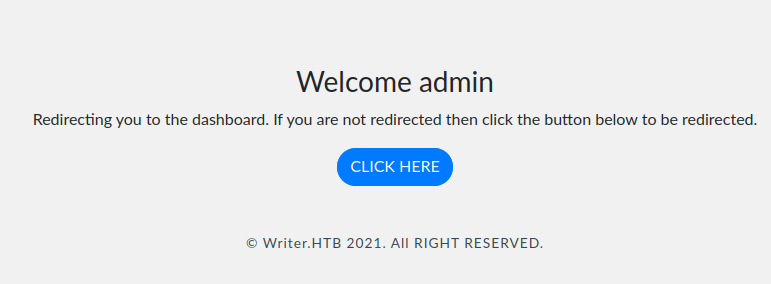 Welcome admin
Redirecting you to the dashboard. If you are not redirected then click the button below to be redirected.
CLICK HERE
© Writer.HTB 2021. All RIGHT RESERVED.